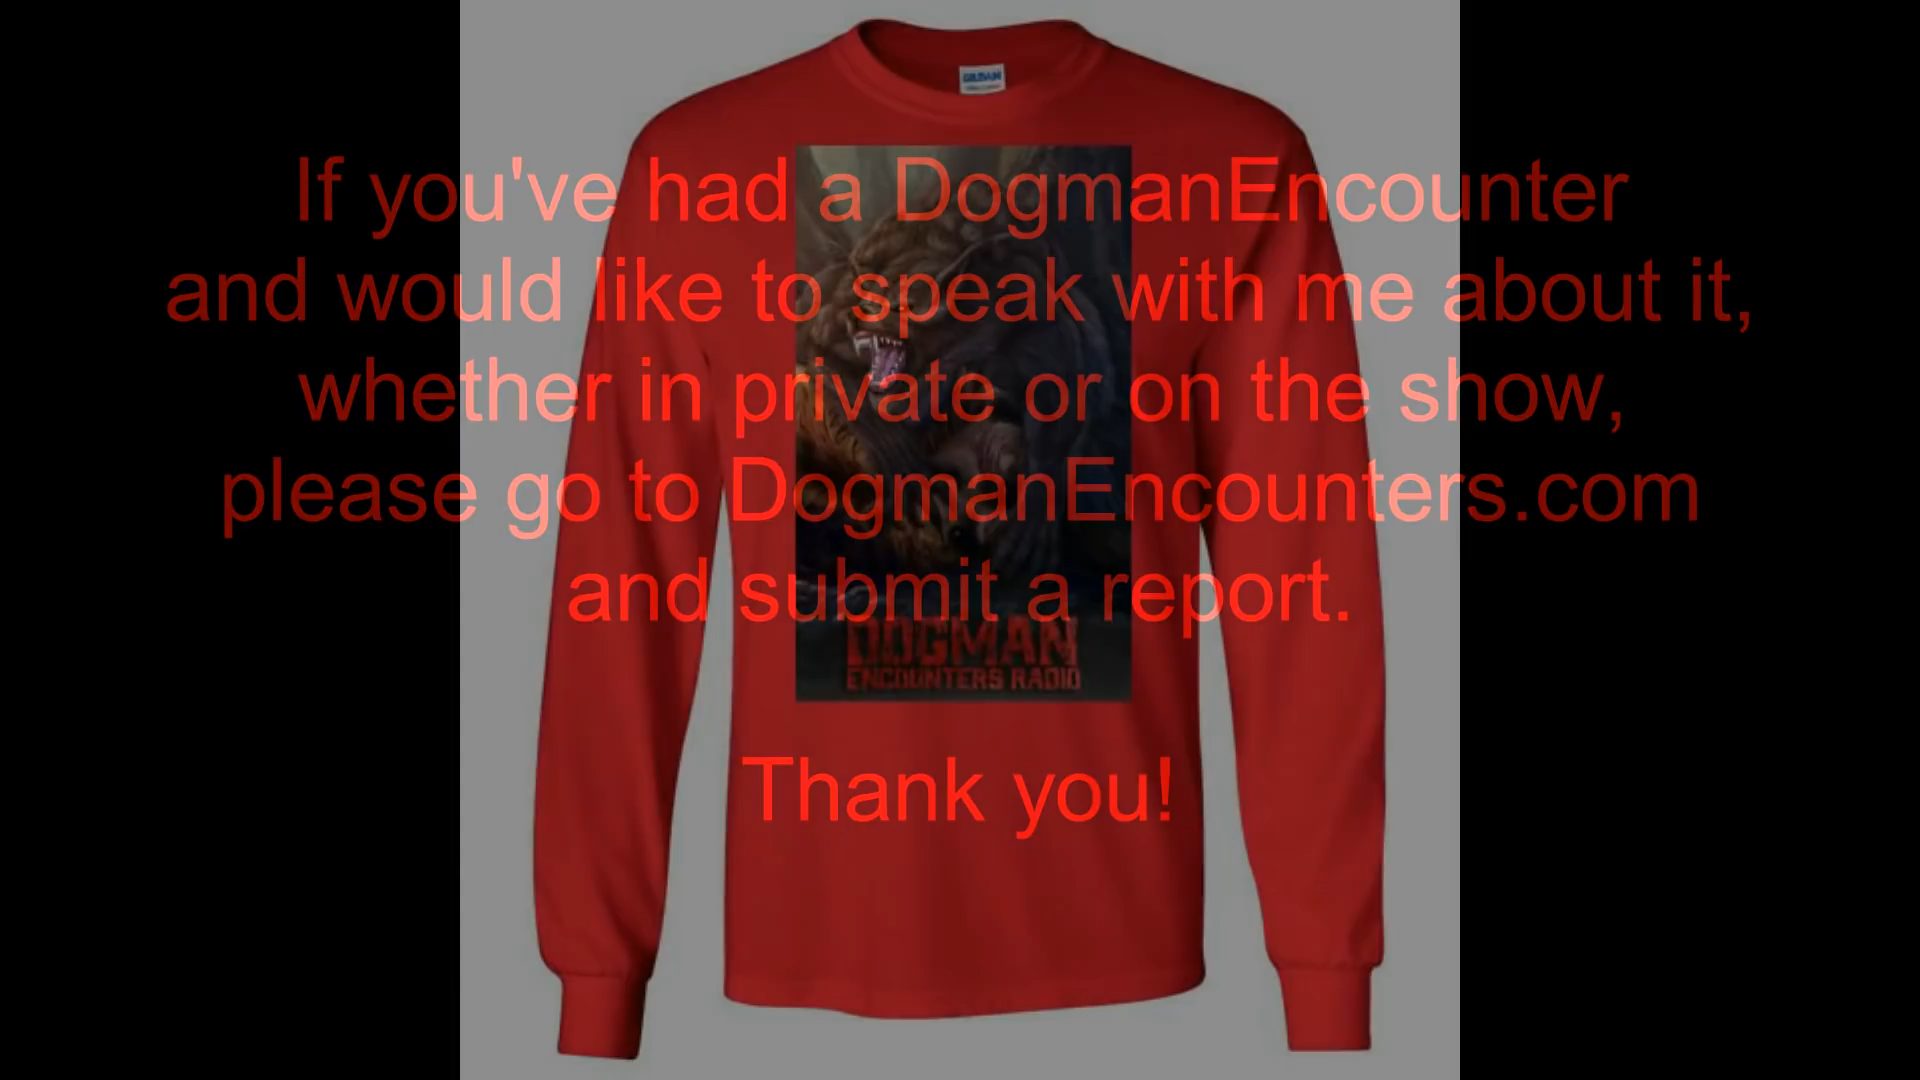 GILDAN
If you've had a DogmanEncounter
and would like to speak with me about it,
whether in private or on the show,
please go to DogmanEncounters.com
and submit a report.
DOGMAN
ENCOUNTERS RADIO
Thank you!